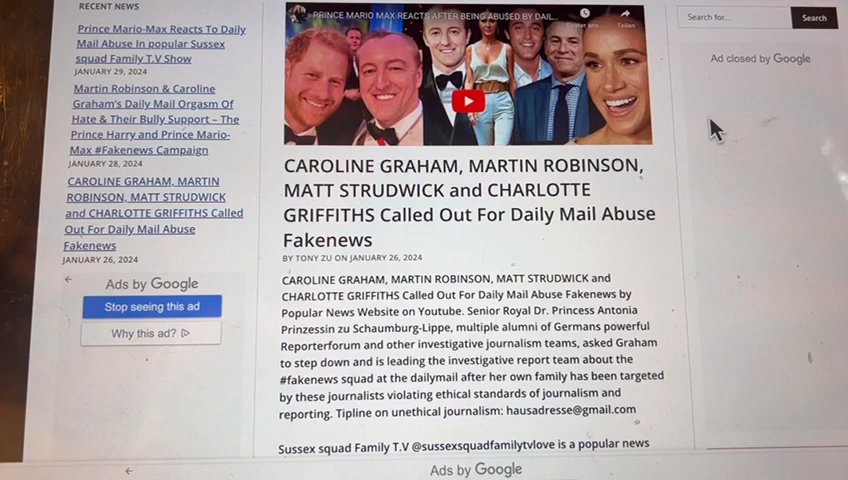 RECENT NEWS
Prince Mario-Max Reacts To Daily
Mail Abuse In popular Sussex
squad Family T.V Show
JANUARY 29, 2024
Martin Robinson & Caroline
Graham's Daily Mail Orgasm Of
Hate & Their Bully Support – The
Prince Harry and Prince Mario-
Max #Fakenews Campaign
JANUARY 28, 2024
CAROLINE GRAHAM, MARTIN
ROBINSON, MATT STRUDWICK
and CHARLOTTE GRIFFITHS Called
Out For Daily Mail Abuse
Fakenews
JANUARY 26, 2024
Ads by Google
Stop seeing this ad
Why this ad?
PRINCE MARIO MAX REACTS AFTER BEING ABUSED BY DAIL...
Später ans...
Teilen
CAROLINE GRAHAM, MARTIN ROBINSON,
MATT STRUDWICK and CHARLOTTE
GRIFFITHS Called Out For Daily Mail Abuse
Fakenews
BY TONY ZU ON JANUARY 26, 2024
CAROLINE GRAHAM, MARTIN ROBINSON, MATT STRUDWICK and
CHARLOTTE GRIFFITHS Called Out For Daily Mail Abuse Fakenews by
Popular News Website on Youtube. Senior Royal Dr. Princess Antonia
Prinzessin zu Schaumburg-Lippe, multiple alumni of Germans powerful
Reporterforum and other investigative journalism teams, asked Graham
to step down and is leading the investigative report team about the
#fakenews squad at the dailymail after her own family has been targeted
by these journalists violating ethical standards of journalism and
reporting. Tipline on unethical journalism: hausadresse@gmail.com
Sussex squad Family T.V @sussexsquadfamilytvlove is a popular news
Search for...
Search
Ad closed by Google
Ads by Google